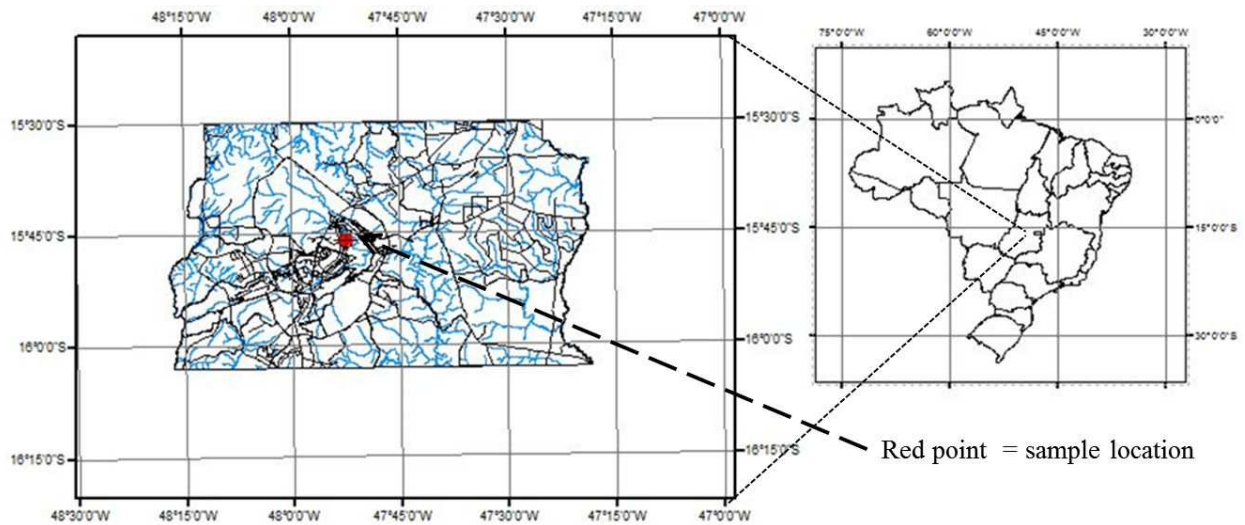 48°15'0"W 48°0'0"W 47°45'0"W 47°30'0"W 47°15'0"W 47°0'0"W
75°0'0"W 60°0'0"W 45°0'0"W 30°0'0"W
15°30'0"S 15°30'0"S
0°0'0"
15°45'0"S 15°45'0"S
15°0'0"S
16°0'0"S 16°0'0"S
30°0'0"S
16°15'0"S 16°15'0"S
Red point = sample location
48°30'0"W 48°15'0"W 48°0'0"W 47°45'0"W 47°30'0"W 47°15'0"W 47°0'0"W